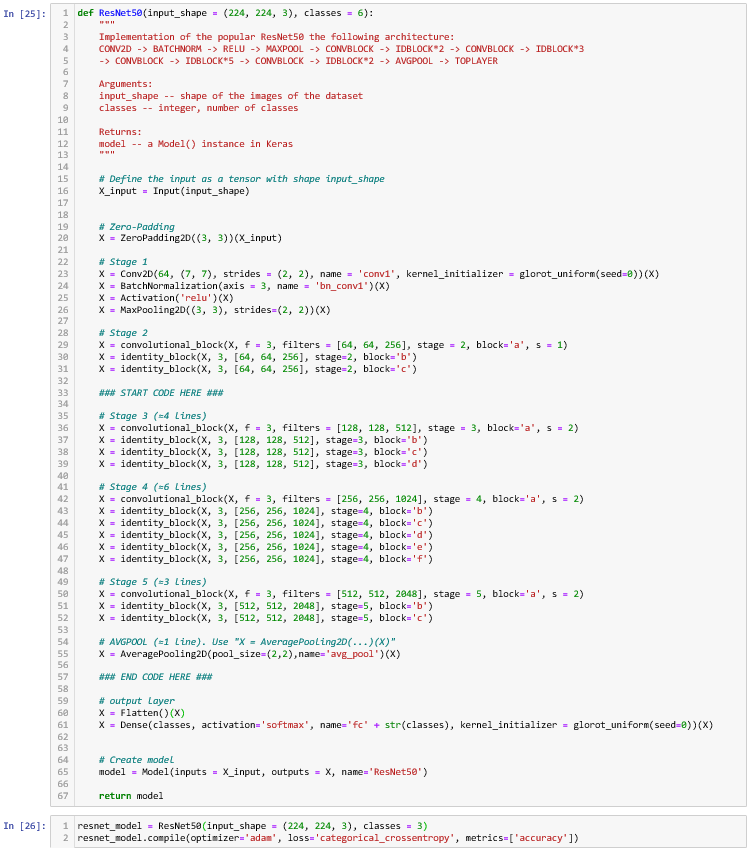 In [25]:
1 def ResNet50(input_shape = (224, 224, 3), classes = 6):
2 """
3 Implementation of the popular ResNet50 the following architecture:
4 CONV2D -> BATCHNORM -> RELU -> MAXPOOL -> CONVBLOCK -> IDBLOCK*2 -> CONVBLOCK -> IDBLOCK*3
5 -> CONVBLOCK -> IDBLOCK*5 -> CONVBLOCK -> IDBLOCK*2 -> AVGPOOL -> TOPLAYER
6
7 Arguments:
8 input_shape -- shape of the images of the dataset
9 classes -- integer, number of classes
10
11 Returns:
12 model -- a Model() instance in Keras
13 """
14
15 # Define the input as a tensor with shape input_shape
16 X_input = Input(input_shape)
17
18
19 # Zero-Padding
20 X = ZeroPadding2D((3, 3))(X_input)
21
22 # Stage 1
23 X = Conv2D(64, (7, 7), strides = (2, 2), name = 'conv1', kernel_initializer = glorot_uniform(seed=0))(X)
24 X = BatchNormalization(axis = 3, name = 'bn_conv1')(X)
25 X = Activation('relu')(X)
26 X = MaxPooling2D((3, 3), strides=(2, 2))(X)
27
28 # Stage 2
29 X = convolutional_block(X, f = 3, filters = [64, 64, 256], stage = 2, block='a', s = 1)
30 X = identity_block(X, 3, [64, 64, 256], stage=2, block='b')
31 X = identity_block(X, 3, [64, 64, 256], stage=2, block='c')
32
33 ### START CODE HERE ###
34
35 # Stage 3 (≈4 lines)
36 X = convolutional_block(X, f = 3, filters = [128, 128, 512], stage = 3, block='a', s = 2)
37 X = identity_block(X, 3, [128, 128, 512], stage=3, block='b')
38 X = identity_block(X, 3, [128, 128, 512], stage=3, block='c')
39 X = identity_block(X, 3, [128, 128, 512], stage=3, block='d')
40
41 # Stage 4 (≈6 lines)
42 X = convolutional_block(X, f = 3, filters = [256, 256, 1024], stage = 4, block='a', s = 2)
43 X = identity_block(X, 3, [256, 256, 1024], stage=4, block='b')
44 X = identity_block(X, 3, [256, 256, 1024], stage=4, block='c')
45 X = identity_block(X, 3, [256, 256, 1024], stage=4, block='d')
46 X = identity_block(X, 3, [256, 256, 1024], stage=4, block='e')
47 X = identity_block(X, 3, [256, 256, 1024], stage=4, block='f')
48
49 # Stage 5 (≈3 lines)
50 X = convolutional_block(X, f = 3, filters = [512, 512, 2048], stage = 5, block='a', s = 2)
51 X = identity_block(X, 3, [512, 512, 2048], stage=5, block='b')
52 X = identity_block(X, 3, [512, 512, 2048], stage=5, block='c')
53
54 # AVGPOOL (≈1 line). Use "X = AveragePooling2D(...)(X)"
55 X = AveragePooling2D(pool_size=(2,2),name='avg_pool')(X)
56
57 ### END CODE HERE ###
58
59 # output layer
60 X = Flatten()(X)
61 X = Dense(classes, activation='softmax', name='fc' + str(classes), kernel_initializer = glorot_uniform(seed=0))(X)
62
63
64 # Create model
65 model = Model(inputs = X_input, outputs = X, name='ResNet50')
66
67 return model
In [26]:
1 resnet_model = ResNet50(input_shape = (224, 224, 3), classes = 3)
2 resnet_model.compile(optimizer='adam', loss='categorical_crossentropy', metrics=['accuracy'])